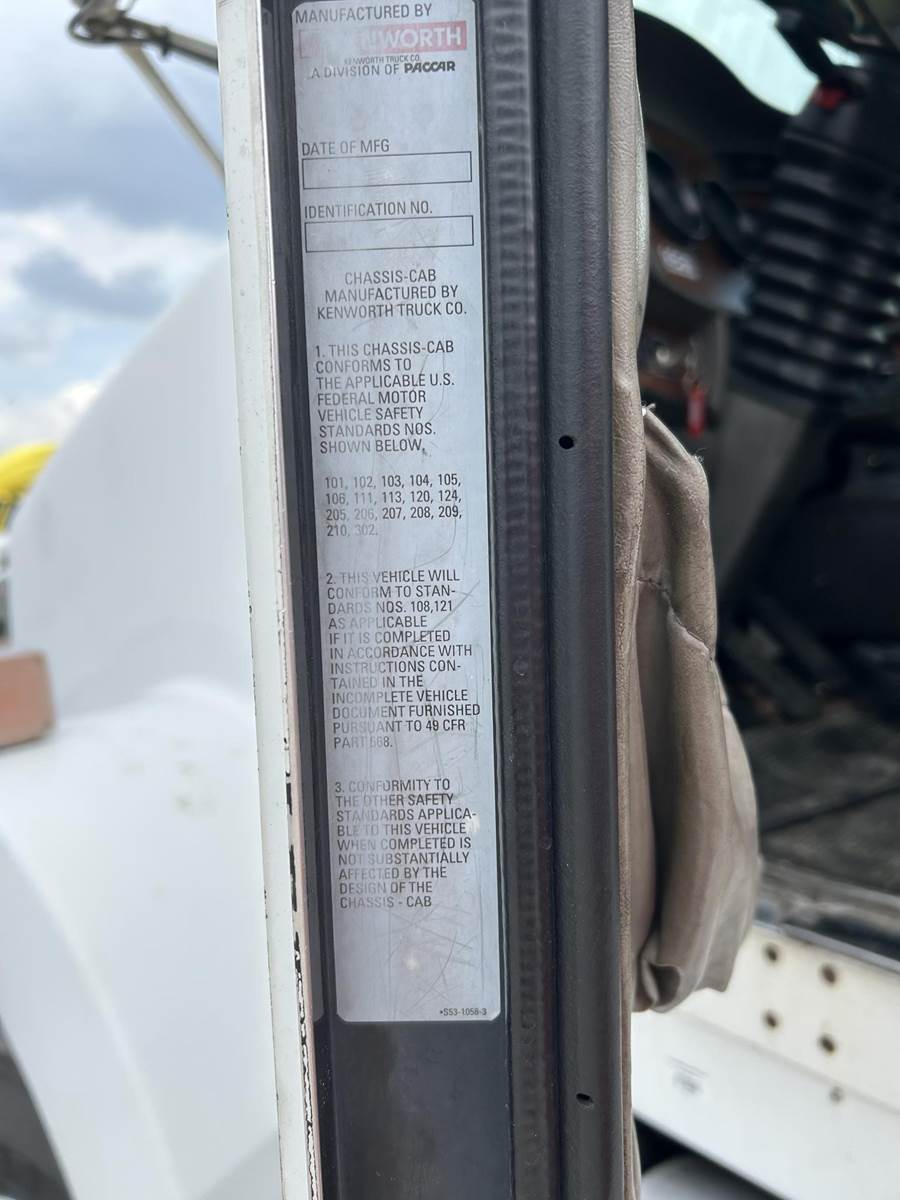 MANUFACTURED BY
KENWORTH
KENWORTH TRUCK CO.
A DIVISION OF PACCAR
DATE OF MFG
IDENTIFICATION NO.
CHASSIS-CAB
MANUFACTURED BY
KENWORTH TRUCK CO.
1. THIS CHASSIS-CAB
CONFORMS TO
THE APPLICABLE U.S.
FEDERAL MOTOR
VEHICLE SAFETY
STANDARDS NOS.
SHOWN BELOW,
101, 102, 103, 104, 105,
106, 111, 113, 120, 124,
205, 206, 207, 208, 209,
210, 302.
2. THIS VEHICLE WILL
CONFORM TO STAN-
DARDS NOS. 108,121
AS APPLICABLE
IF IT IS COMPLETED
IN ACCORDANCE WITH
INSTRUCTIONS CON-
TAINED IN THE
INCOMPLETE VEHICLE
DOCUMENT FURNISHED
PURSUANT TO 49 CFR
PART 568.
3. CONFORMITY TO
THE OTHER SAFETY
STANDARDS APPLICA-
BLE TO THIS VEHICLE
WHEN COMPLETED IS
NOT SUBSTANTIALLY
AFFECTED BY THE
DESIGN OF THE
CHASSIS - CAB
*S53-1058-3